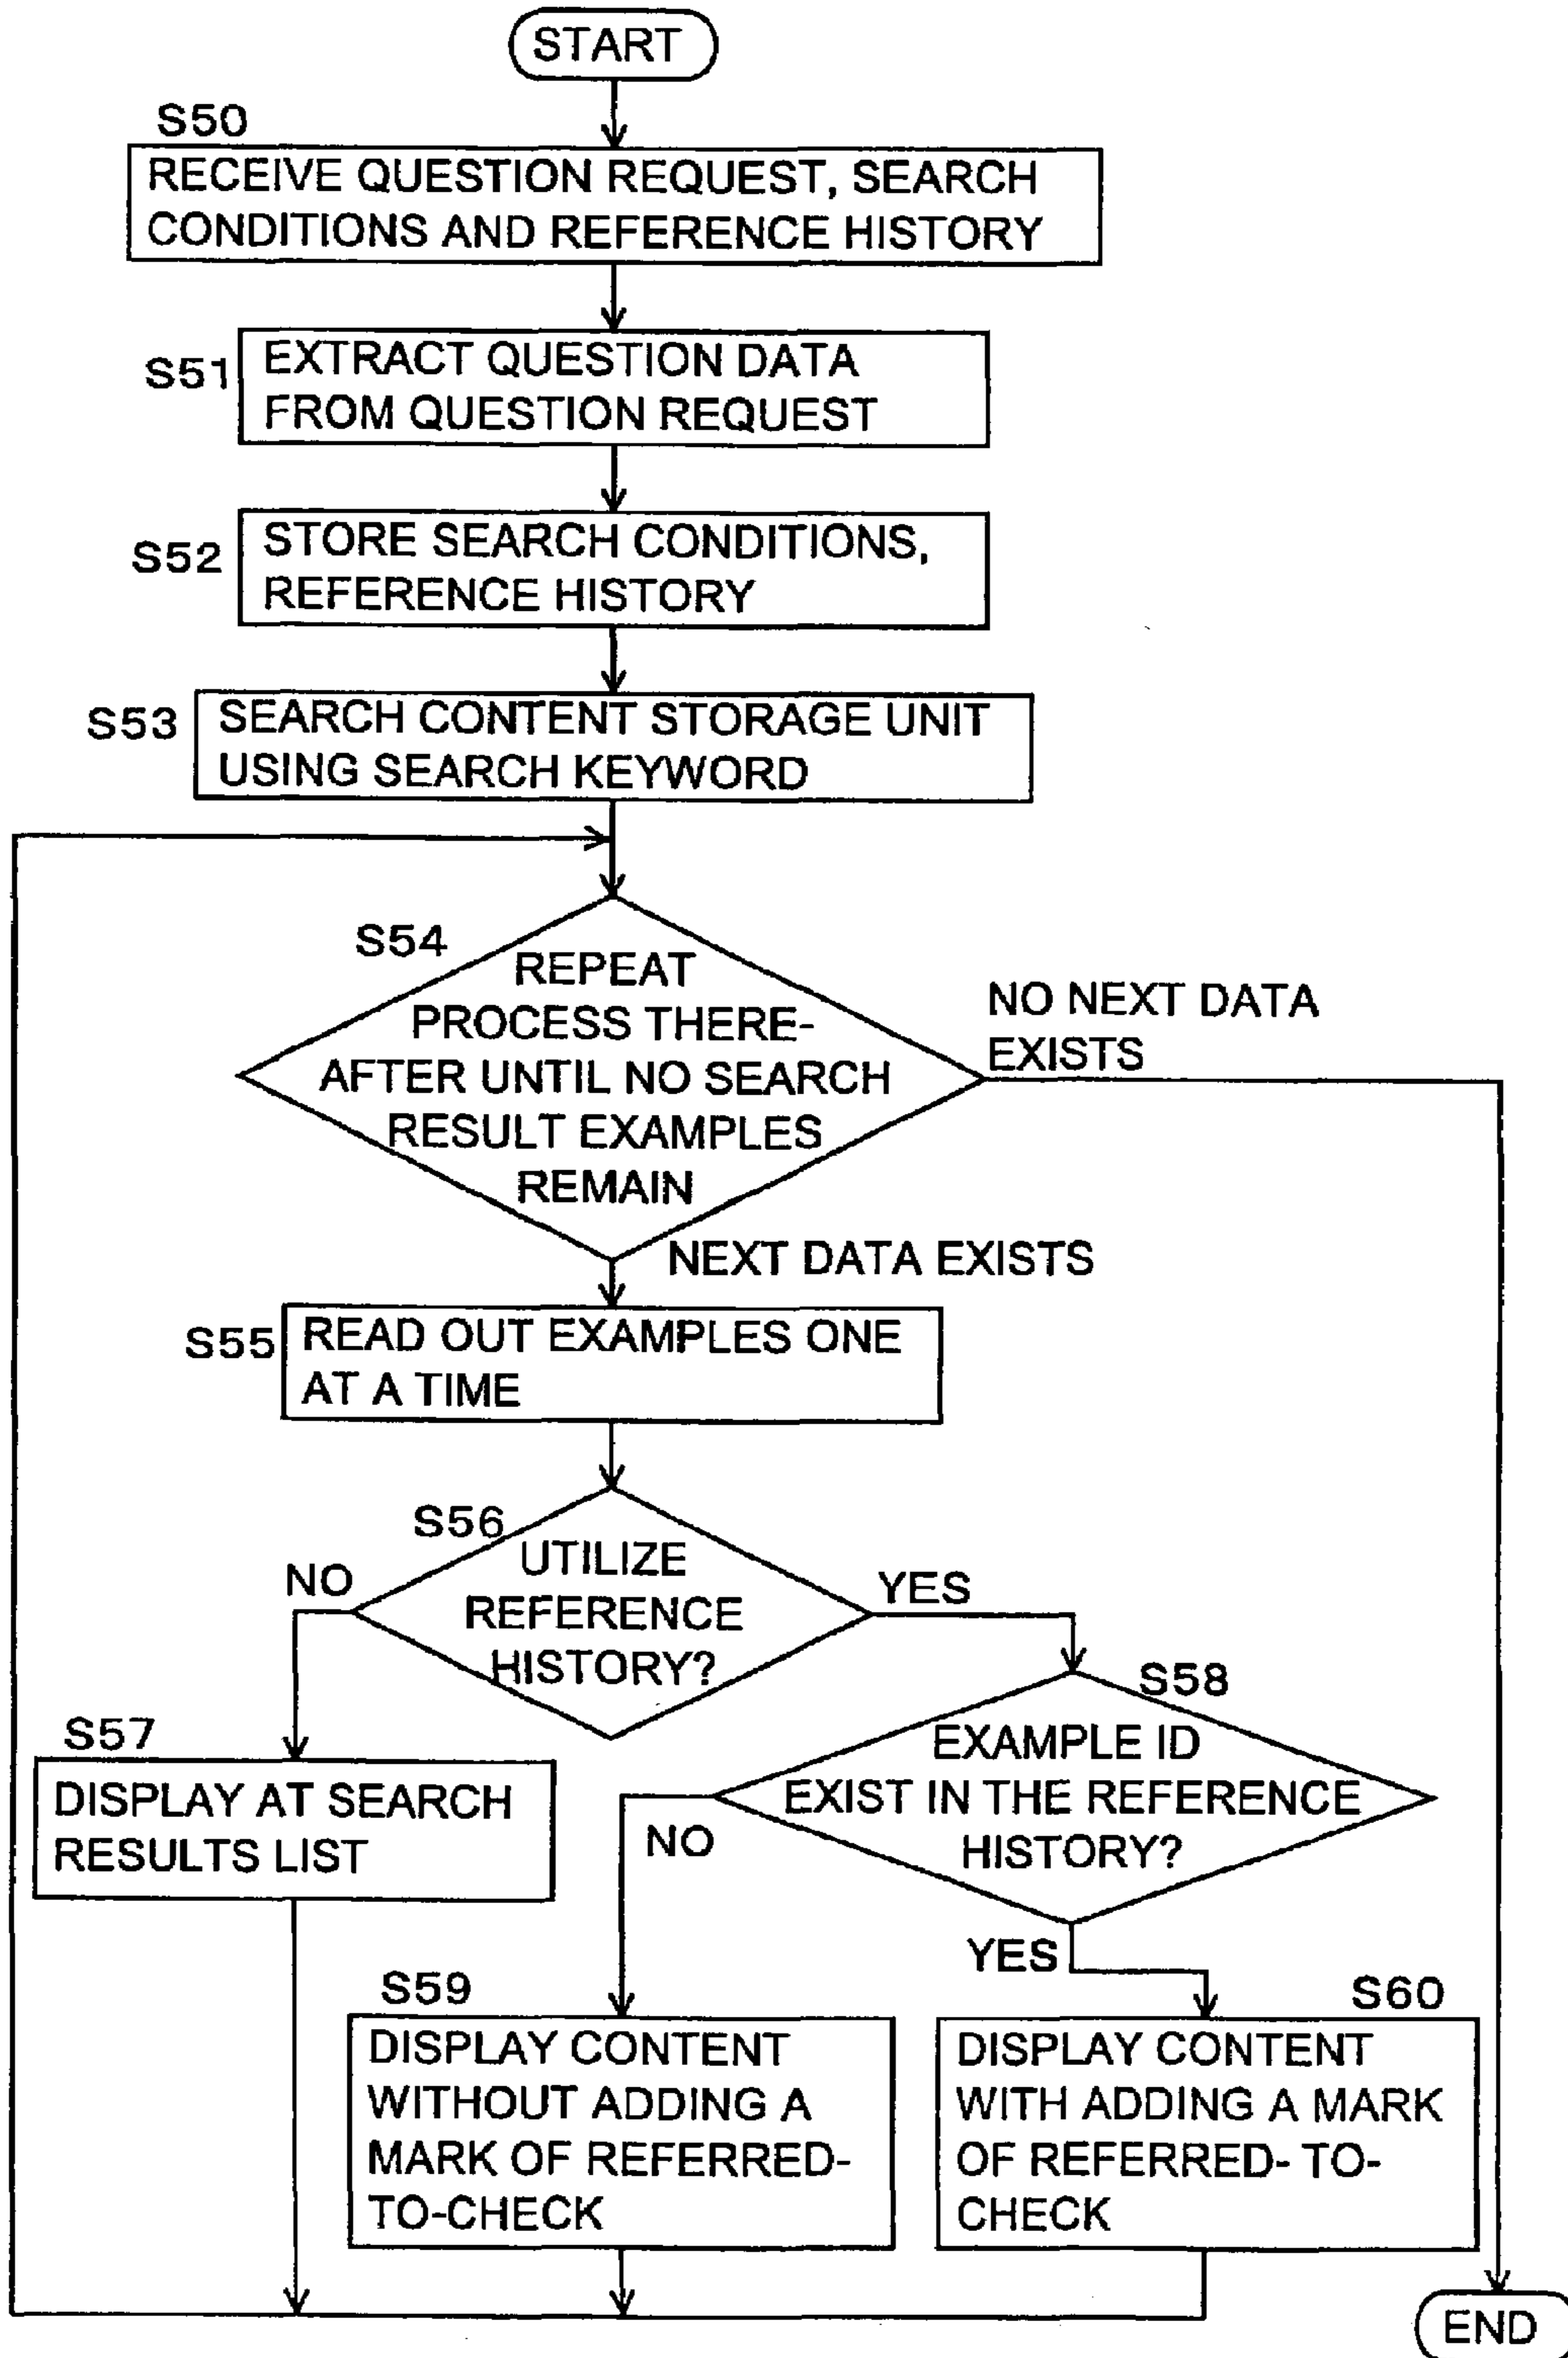 START
S50
RECEIVE QUESTION REQUEST, SEARCH
CONDITIONS AND REFERENCE HISTORY
S51
EXTRACT QUESTION DATA
FROM QUESTION REQUEST
S52
STORE SEARCH CONDITIONS,
REFERENCE HISTORY
S53
SEARCH CONTENT STORAGE UNIT
USING SEARCH KEYWORD
S54
REPEAT
PROCESS THERE-
AFTER UNTIL NO SEARCH
RESULT EXAMPLES
REMAIN
NO NEXT DATA
EXISTS
NEXT DATA EXISTS
S55
READ OUT EXAMPLES ONE
AT A TIME
S56
UTILIZE
REFERENCE
HISTORY?
NO
YES
S57
DISPLAY AT SEARCH
RESULTS LIST
S58
EXAMPLE ID
EXIST IN THE REFERENCE
HISTORY?
NO
YES
S59
DISPLAY CONTENT
WITHOUT ADDING A
MARK OF REFERRED-
TO-CHECK
S60
DISPLAY CONTENT
WITH ADDING A MARK
OF REFERRED- TO-
CHECK
END